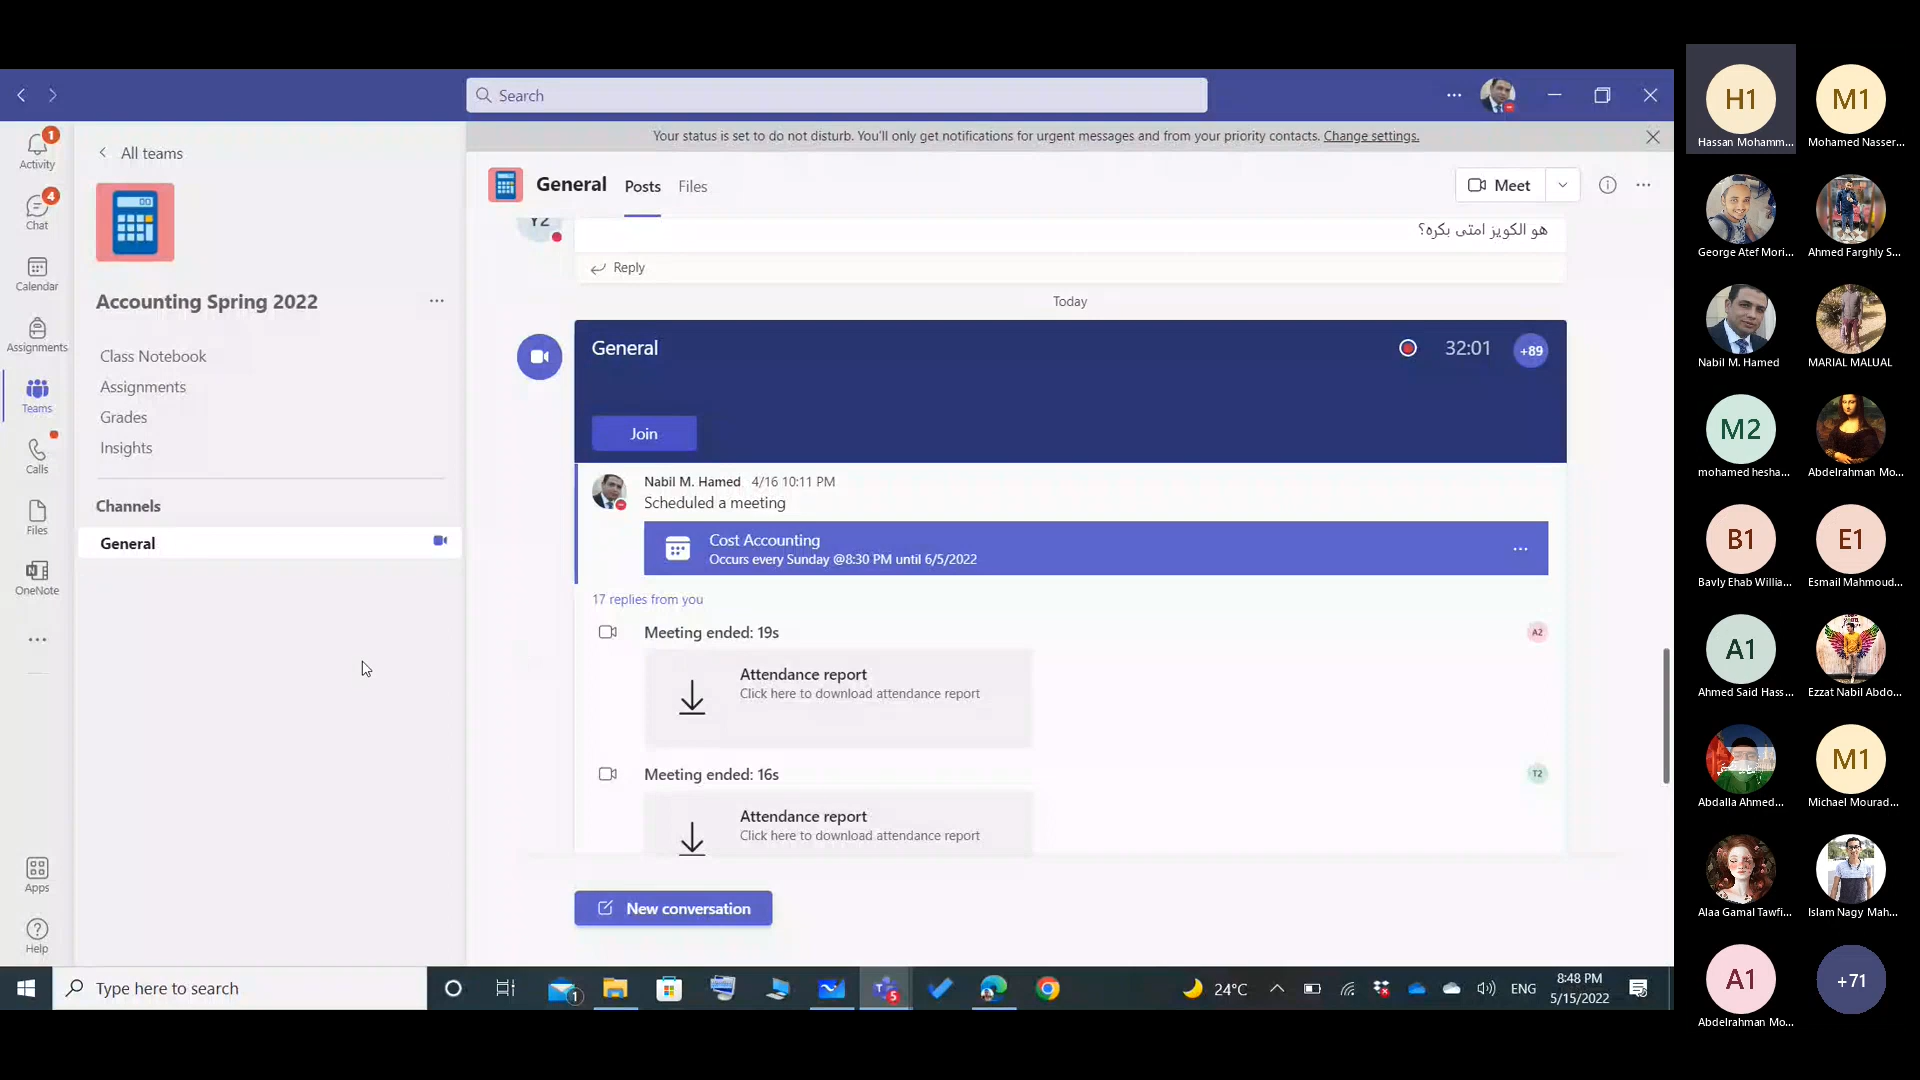 Search
Your status is set to do not disturb. You'll only get notifications for urgent messages and from your priority contacts. Change settings.
1
Activity
4
Chat
Calendar
Assignments
Teams
Calls
Files
OneNote
Apps
Help
All teams
Accounting Spring 2022
Class Notebook
Assignments
Grades
Insights
Channels
General
General Posts Files
Meet
Y2
هو الكويز امتى بكره؟
Reply
Today
General
32:01 +89
Join
Nabil M. Hamed 4/16 10:11 PM
Scheduled a meeting
Cost Accounting
Occurs every Sunday @8:30 PM until 6/5/2022
17 replies from you
Meeting ended: 19s
A2
Attendance report
Click here to download attendance report
Meeting ended: 16s
T2
Attendance report
Click here to download attendance report
New conversation
Type here to search
1
5
24°C
ENG
8:48 PM
5/15/2022
H1 M1
Hassan Mohamm... Mohamed Nasser...
George Atef Mori... Ahmed Farghly S...
Nabil M. Hamed MARIAL MALUAL
M2
mohamed hesha... Abdelrahman Mo...
B1 E1
Bavly Ehab Willia... Esmail Mahmoud...
A1
Ahmed Said Hass... Ezzat Nabil Abdo...
M1
Abdalla Ahmed... Michael Mourad...
Alaa Gamal Tawfi... Islam Nagy Mah...
A1 +71
Abdelrahman Mo...